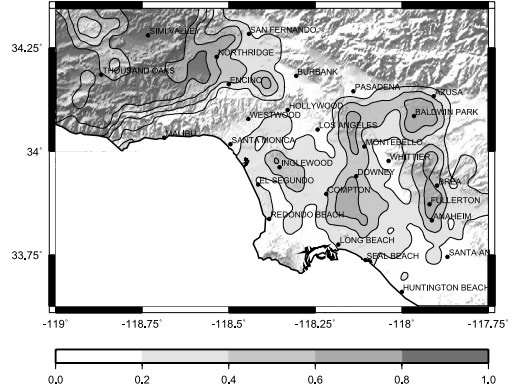 34.25°
34°
33.75°
SIMI VALLEY
SAN FERNANDO
NORTHRIDGE
THOUSAND OAKS
BURBANK
ENCINO
PASADENA
AZUSA
HOLLYWOOD
BALDWIN PARK
WESTWOOD
LOS ANGELES
MALIBU
SANTA MONICA
MONTEBELLO
WHITTIER
INGLEWOOD
DOWNEY
EL SEGUNDO
BREA
COMPTON
FULLERTON
REDONDO BEACH
ANAHEIM
LONG BEACH
SEAL BEACH
SANTA AN
HUNTINGTON BEACH
-119° -118.75° -118.5° -118.25° -118° -117.75°
0.0 0.2 0.4 0.6 0.8 1.0